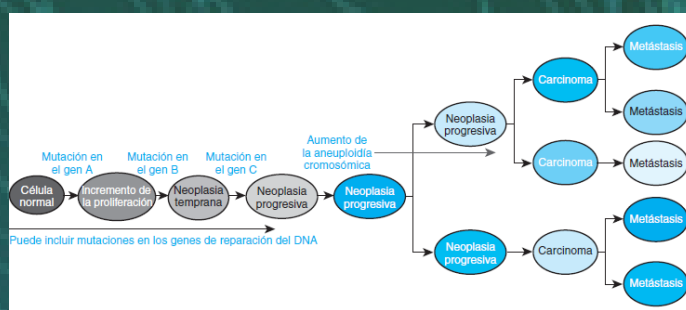 Mutación en
el gen A
Mutación en
el gen B
Mutación en
el gen C
Célula
normal
Incremento de
la proliferación
Neoplasia
temprana
Neoplasia
progresiva
Neoplasia
progresiva
Puede incluir mutaciones en los genes de reparación del DNA
Aumento de
la aneuploidía
cromosómica
Neoplasia
progresiva
Neoplasia
progresiva
Carcinoma
Carcinoma
Carcinoma
Metástasis
Metástasis
Metástasis
Metástasis
Metástasis